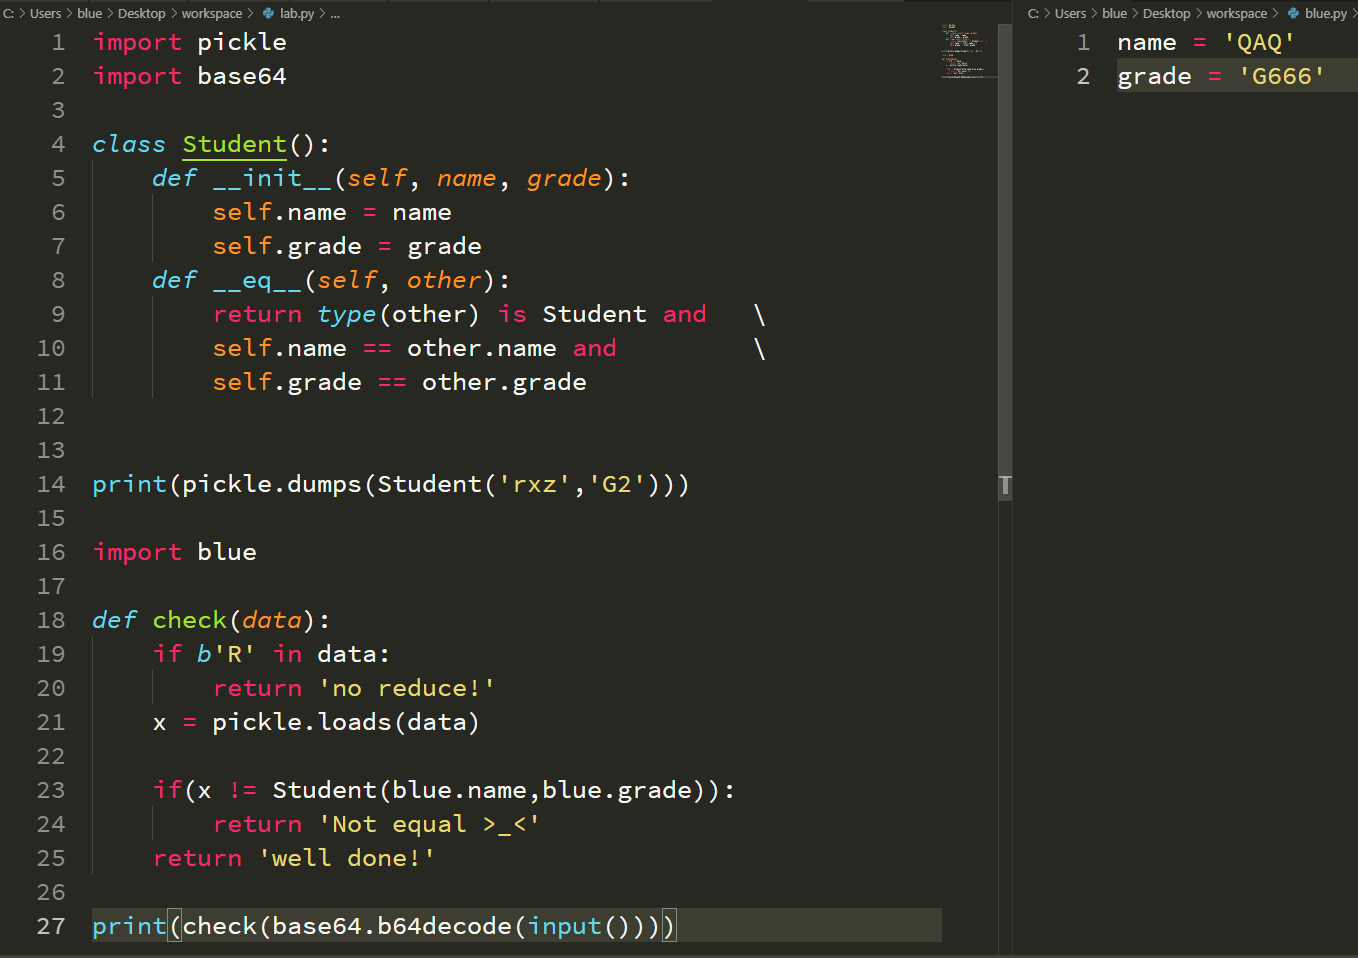 C: > Users > blue > Desktop > workspace > lab.py > ...
1 import pickle
2 import base64
3
4 class Student():
5     def __init__(self, name, grade):
6         self.name = name
7         self.grade = grade
8     def __eq__(self, other):
9         return type(other) is Student and   \
10         self.name == other.name and         \
11         self.grade == other.grade
12
13
14 print(pickle.dumps(Student('rxz','G2')))
15
16 import blue
17
18 def check(data):
19     if b'R' in data:
20         return 'no reduce!'
21     x = pickle.loads(data)
22
23     if(x != Student(blue.name,blue.grade)):
24         return 'Not equal >_<'
25     return 'well done!'
26
27 print(check(base64.b64decode(input())))
C: > Users > blue > Desktop > workspace > blue.py >
1 name = 'QAQ'
2 grade = 'G666'